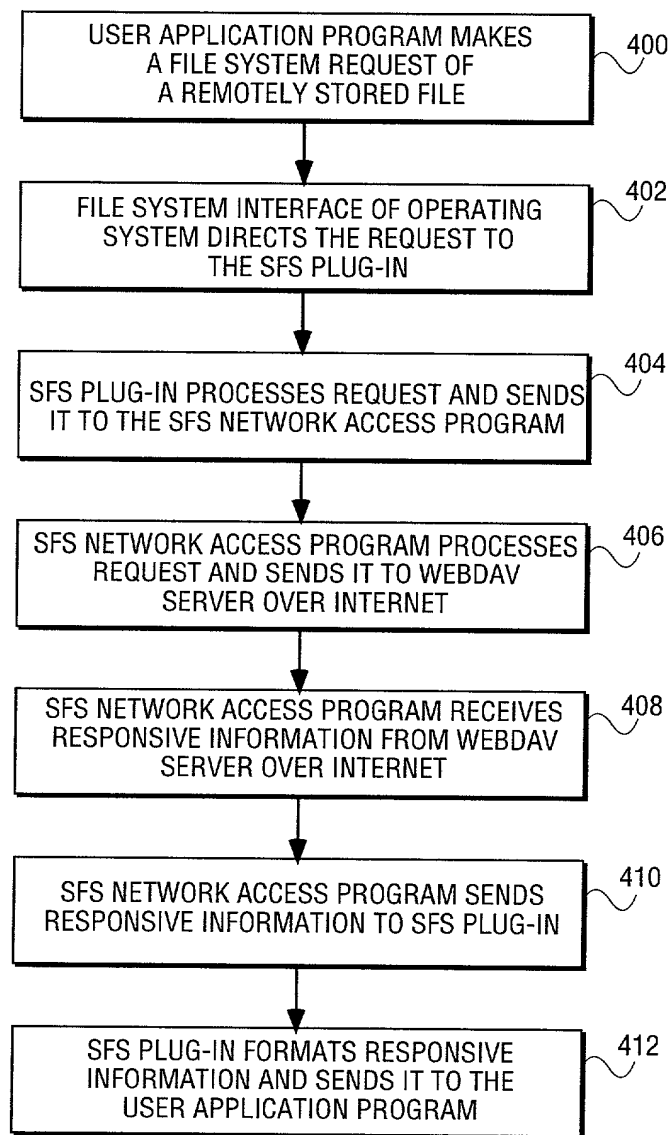 USER APPLICATION PROGRAM MAKES
A FILE SYSTEM REQUEST OF
A REMOTELY STORED FILE
400
FILE SYSTEM INTERFACE OF OPERATING
SYSTEM DIRECTS THE REQUEST TO
THE SFS PLUG-IN
402
SFS PLUG-IN PROCESSES REQUEST AND SENDS
IT TO THE SFS NETWORK ACCESS PROGRAM
404
SFS NETWORK ACCESS PROGRAM PROCESSES
REQUEST AND SENDS IT TO WEBDAV
SERVER OVER INTERNET
406
SFS NETWORK ACCESS PROGRAM RECEIVES
RESPONSIVE INFORMATION FROM WEBDAV
SERVER OVER INTERNET
408
SFS NETWORK ACCESS PROGRAM SENDS
RESPONSIVE INFORMATION TO SFS PLUG-IN
410
SFS PLUG-IN FORMATS RESPONSIVE
INFORMATION AND SENDS IT TO THE
USER APPLICATION PROGRAM
412